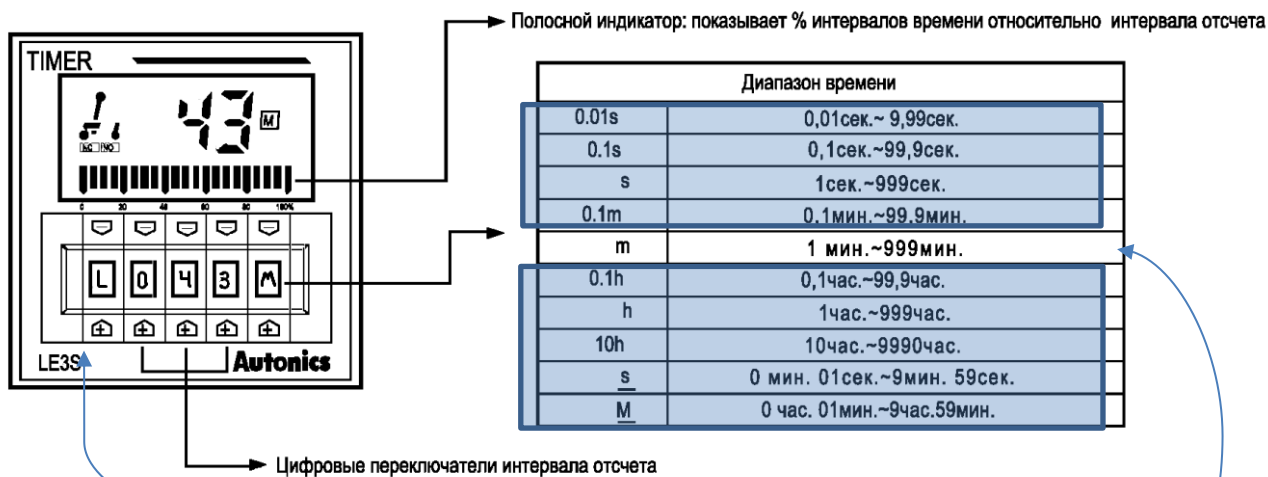 Полосной индикатор: показывает % интервалов времени относительно интервала отсчета
TIMER
43 M
NC NO
0 20 40 60 80 100%
L 0 4 3 M
LE3S Autonics
Диапазон времени
0.01s 0,01сек.~ 9,99сек.
0.1s 0,1сек.~99,9сек.
s 1сек.~999сек.
0.1m 0,1мин.~99,9мин.
m 1 мин.~999мин.
0.1h 0,1час.~99,9час.
h 1час.~999час.
10h 10час.~9990час.
s 0 мин. 01сек.~9мин. 59сек.
M 0 час. 01мин.~9час.59мин.
Цифровые переключатели интервала отсчета